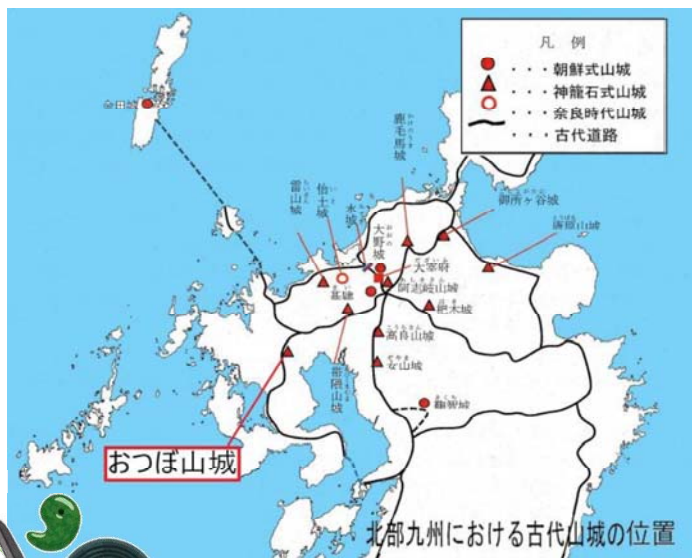 凡 例
・・・朝鮮式山城
・・・神籠石式山城
・・・奈良時代山城
・・・古代道路
金田城
鹿毛馬城
御所ヶ谷城
唐原山城
雷山城
怡土城
水城
大野城
大宰府
基肄
阿志岐山城
杷木城
高良山城
女山城
帯隈山城
鞠智城
おつぼ山城
北部九州における古代山城の位置